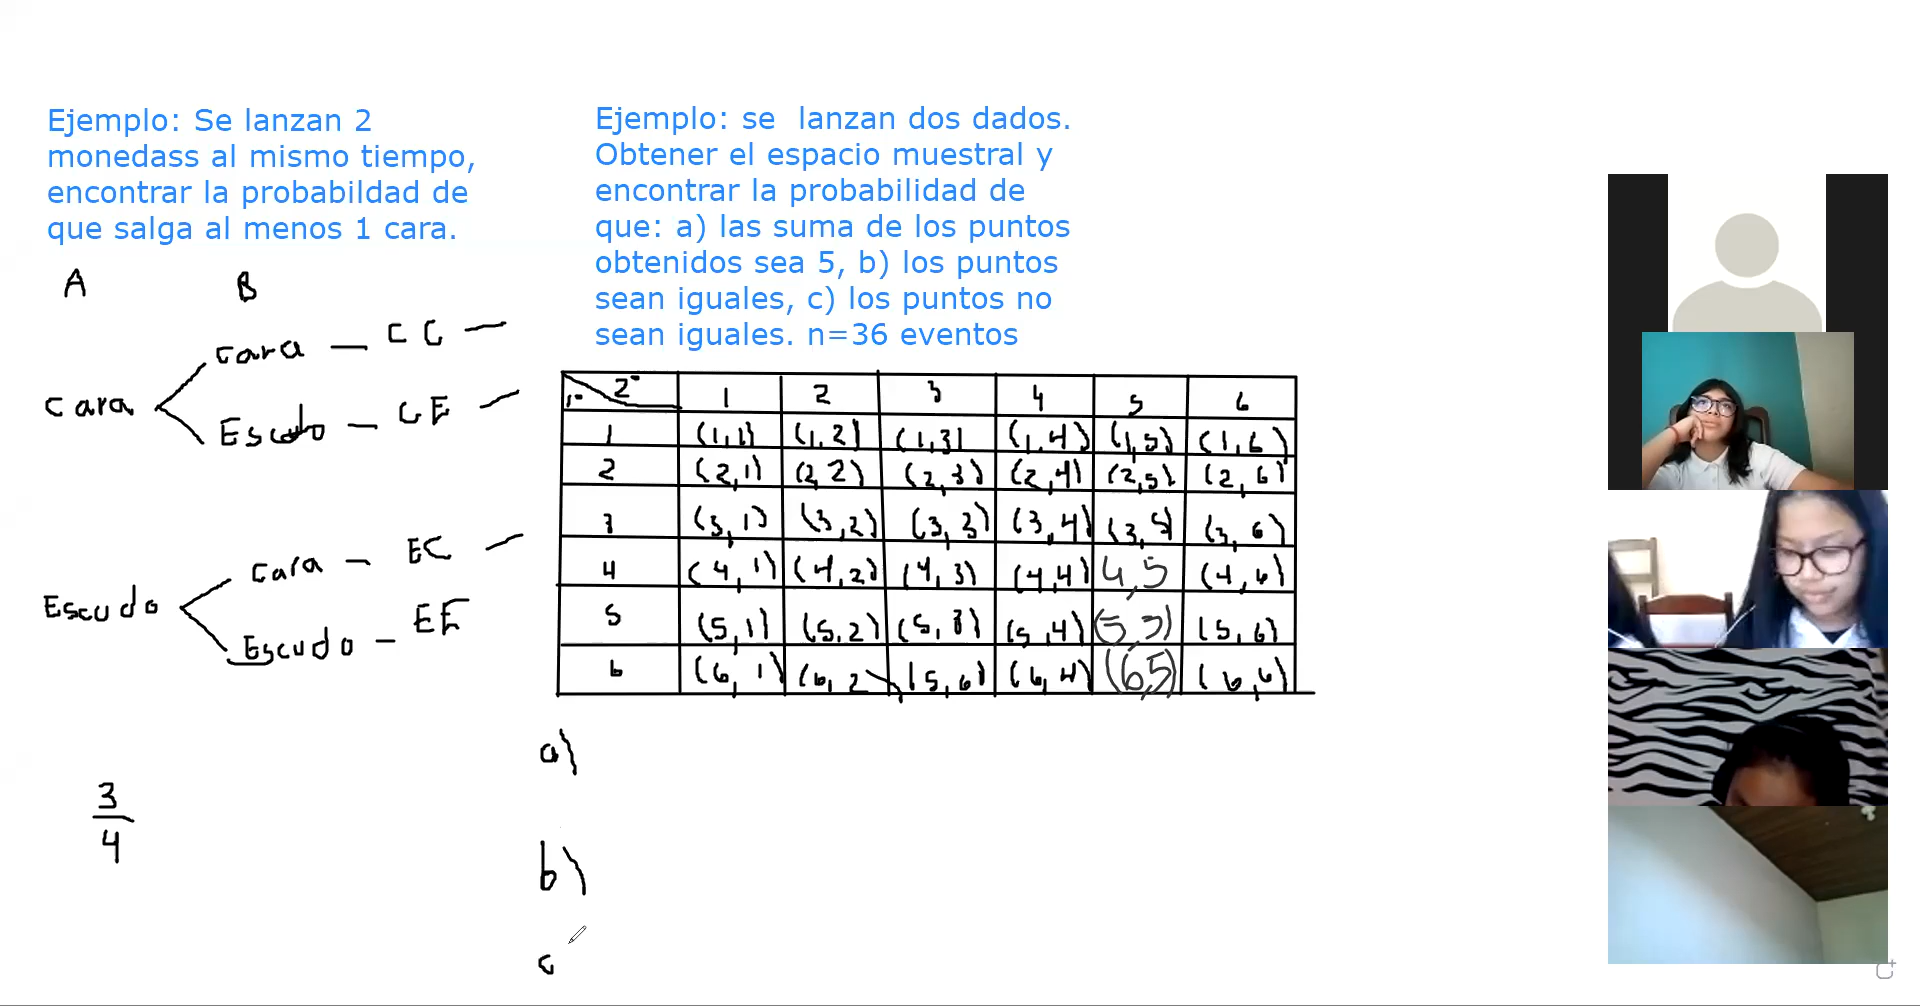 Ejemplo: Se lanzan 2
monedass al mismo tiempo,
encontrar la probabildad de
que salga al menos 1 cara.
A B
Cara — CC —
Cara
Escudo — CE —
Cara — EC —
Escudo
Escudo — EE
3
4
Ejemplo: se lanzan dos dados.
Obtener el espacio muestral y
encontrar la probabilidad de
que: a) las suma de los puntos
obtenidos sea 5, b) los puntos
sean iguales, c) los puntos no
sean iguales. n=36 eventos
1º 2º 1 2 3 4 5 6
1 (1,1) (1,2) (1,3) (1,4) (1,5) (1,6)
2 (2,1) (2,2) (2,3) (2,4) (2,5) (2,6)
3 (3,1) (3,2) (3,3) (3,4) (3,5) (3,6)
4 (4,1) (4,2) (4,3) (4,4) 4,5 (4,6)
5 (5,1) (5,2) (5,3) (5,4) (5,5) (5,6)
6 (6,1) (6,2 (5,6) (6,4) (6,5) (6,6)
a)
b)
c